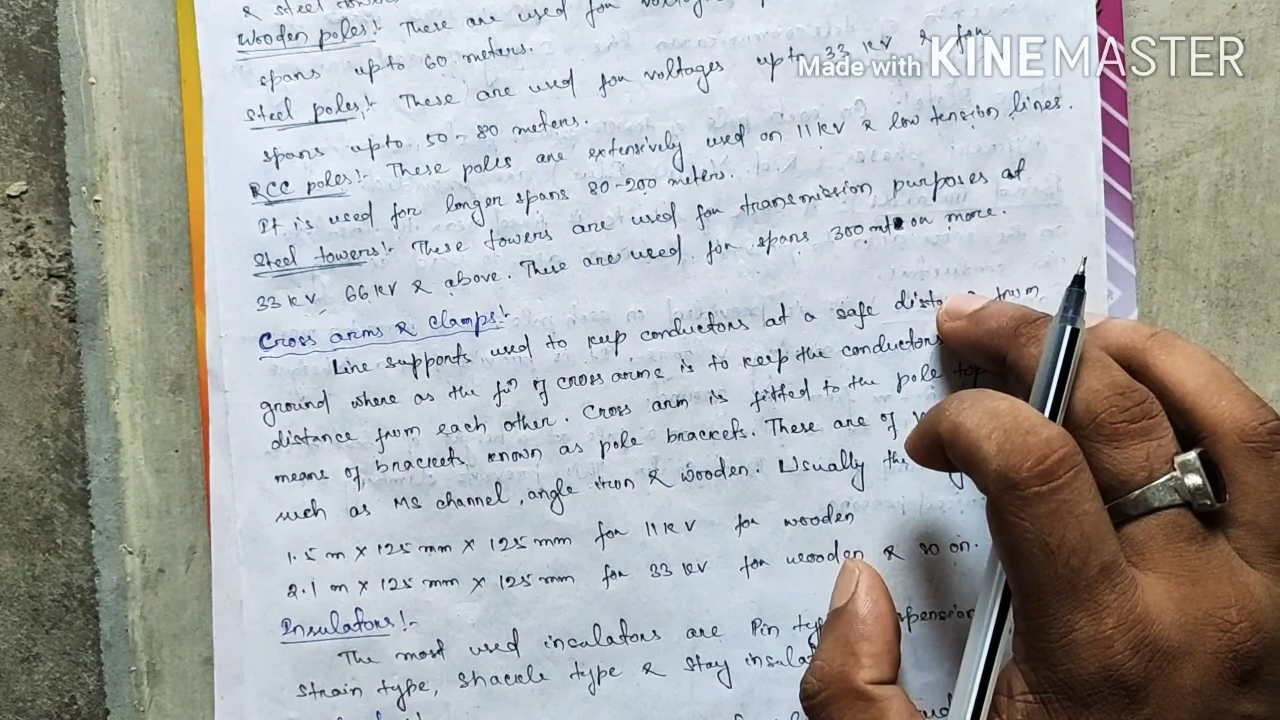 & steel
Wooden poles:- These are used for voltages
spans upto 60 meters.
Steel poles:- These are used for voltages upto 33 KV & for
spans upto 50-80 meters.
RCC poles:- These poles are extensively used on 11 KV & low tension lines.
It is used for longer spans 80-200 meters.
Steel towers:- These towers are used for transmission purposes at
33 KV 66 KV & above. These are used for spans 300 mt or more.
Cross arms & Clamps:-
Line supports used to keep conductors at a safe from
ground where as the fn of cross arms is to keep the conductors
distance from each other. Cross arm is fitted to the pole top
means of brackets known as pole brackets. These are of
such as MS channel, angle iron & wooden. Usually
1.5 m × 125 mm × 125 mm for 11 KV for wooden
2.1 m × 125 mm × 125 mm for 33 KV for wooden & so on.
Insulators:-
The most used insulators are Pin
strain type, shackle type & stay
Made with KINEMASTER